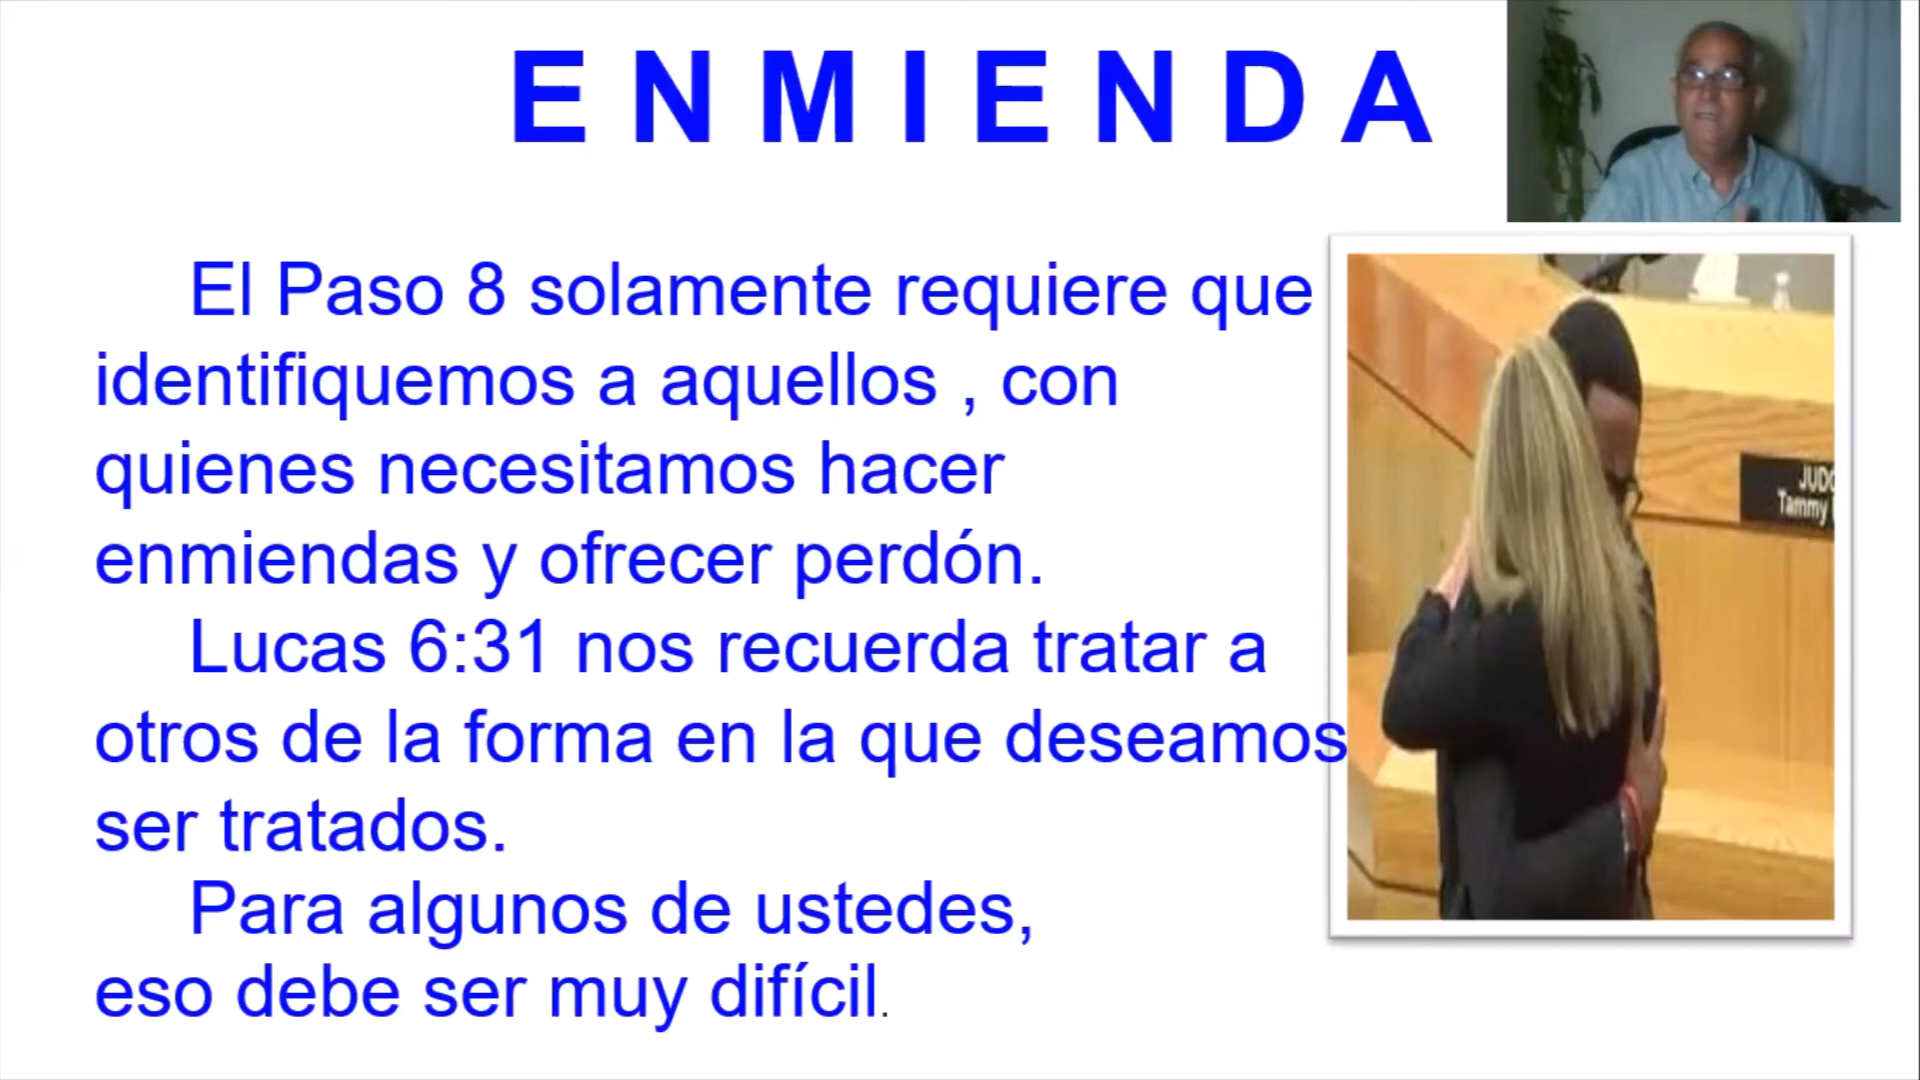 E N M I E N D A
El Paso 8 solamente requiere que
identifiquemos a aquellos , con
quienes necesitamos hacer
enmiendas y ofrecer perdón.
Lucas 6:31 nos recuerda tratar a
otros de la forma en la que deseamos
ser tratados.
Para algunos de ustedes,
eso debe ser muy difícil.
Tammy